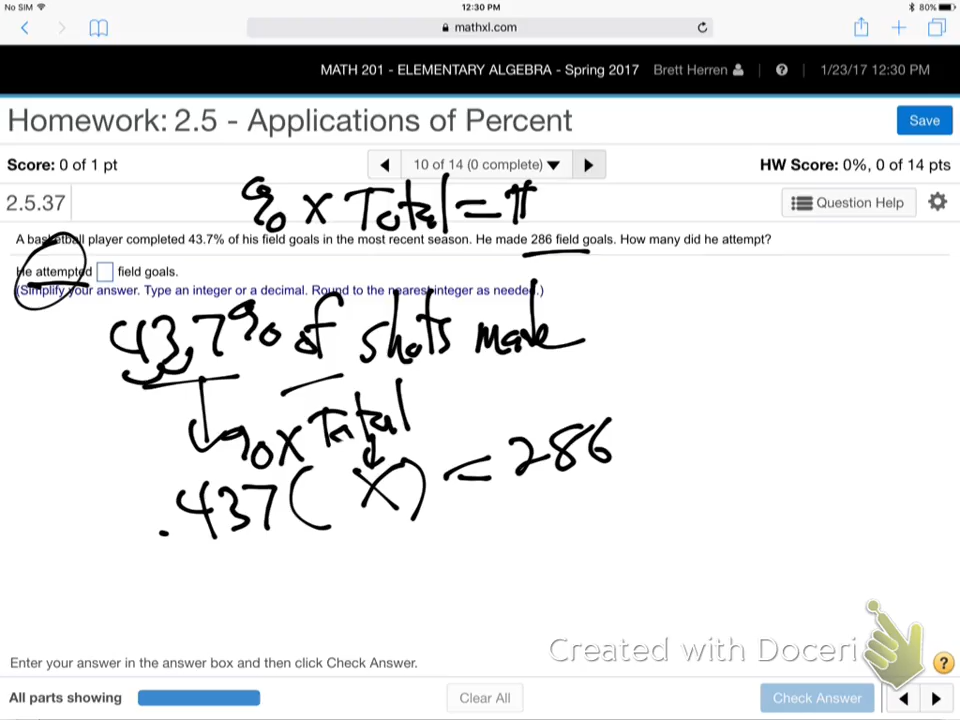 No SIM 12:30 PM 80%
mathxl.com
MATH 201 - ELEMENTARY ALGEBRA - Spring 2017 Brett Herren ? 1/23/17 12:30 PM
Homework: 2.5 - Applications of Percent Save
Score: 0 of 1 pt 10 of 14 (0 complete) HW Score: 0%, 0 of 14 pts
2.5.37 Question Help
% x Total = #
A basketball player completed 43.7% of his field goals in the most recent season. He made 286 field goals. How many did he attempt?
He attempted field goals.
(Simplify your answer. Type an integer or a decimal. Round to the nearest integer as needed.)
43.7% of shots made
% x Total
.437 ( x ) = 286
Created with Doceri
Enter your answer in the answer box and then click Check Answer. ?
All parts showing Clear All Check Answer